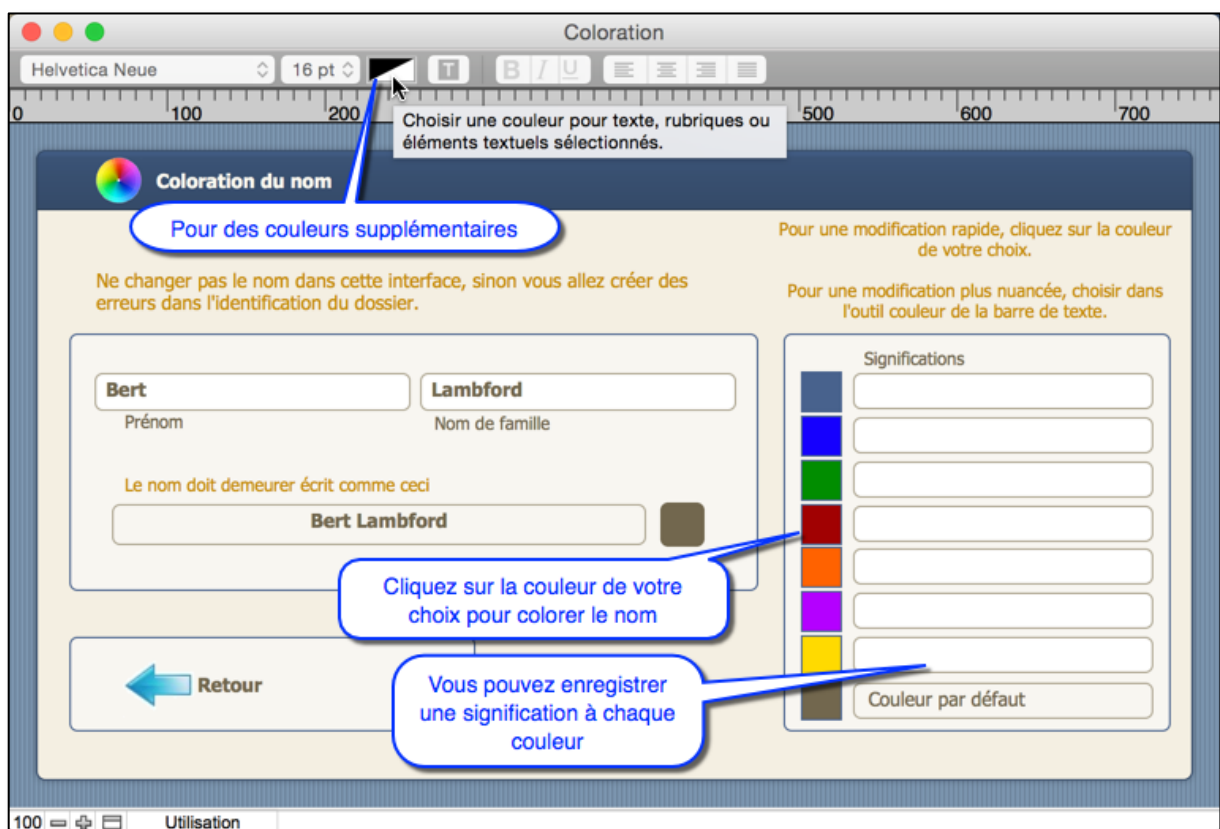 Coloration
Helvetica Neue
16 pt
T
B I U
0 100 200 500 600 700
Choisir une couleur pour texte, rubriques ou
éléments textuels sélectionnés.
Coloration du nom
Pour des couleurs supplémentaires
Pour une modification rapide, cliquez sur la couleur
de votre choix.
Ne changer pas le nom dans cette interface, sinon vous allez créer des
erreurs dans l'identification du dossier.
Pour une modification plus nuancée, choisir dans
l'outil couleur de la barre de texte.
Significations
Bert
Lambford
Prénom
Nom de famille
Le nom doit demeurer écrit comme ceci
Bert Lambford
Cliquez sur la couleur de votre
choix pour colorer le nom
Retour
Vous pouvez enregistrer
une signification à chaque
couleur
Couleur par défaut
100
Utilisation